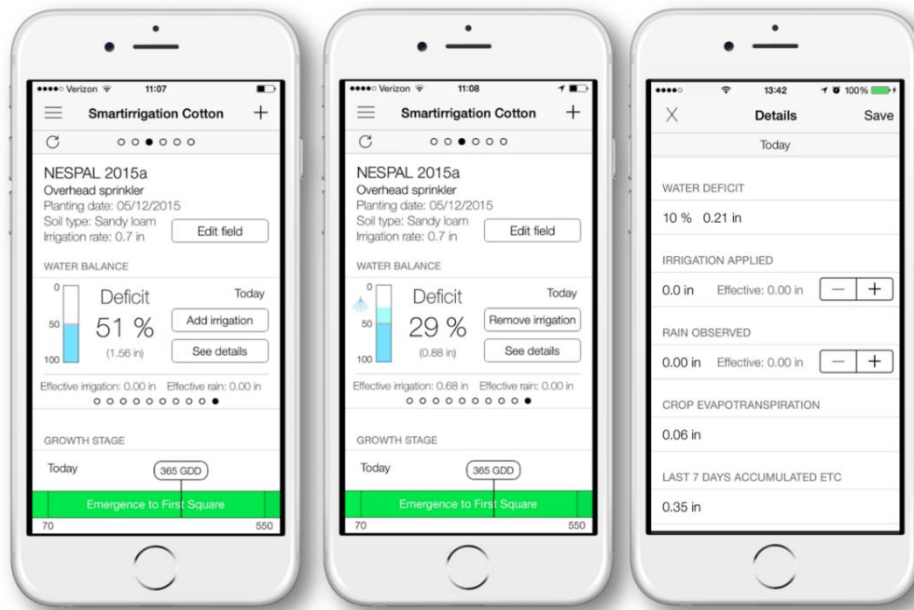 Verizon 11:07
Smartirrigation Cotton +
NESPAL 2015a
Overhead sprinkler
Planting date: 05/12/2015
Soil type: Sandy loam
Irrigation rate: 0.7 in
Edit field
WATER BALANCE
0
50
100
Deficit
51 %
(1.56 in)
Today
Add irrigation
See details
Effective irrigation: 0.00 in Effective rain: 0.00 in
GROWTH STAGE
Today
365 GDD
Emergence to First Square
70 550
Verizon 11:08
Smartirrigation Cotton +
NESPAL 2015a
Overhead sprinkler
Planting date: 05/12/2015
Soil type: Sandy loam
Irrigation rate: 0.7 in
Edit field
WATER BALANCE
0
50
100
Deficit
29 %
(0.88 in)
Today
Remove irrigation
See details
Effective irrigation: 0.68 in Effective rain: 0.00 in
GROWTH STAGE
Today
365 GDD
Emergence to First Square
70 550
13:42 100%
X Details Save
Today
WATER DEFICIT
10 % 0.21 in
IRRIGATION APPLIED
0.0 in Effective: 0.00 in − +
RAIN OBSERVED
0.00 in Effective: 0.00 in − +
CROP EVAPOTRANSPIRATION
0.06 in
LAST 7 DAYS ACCUMULATED ETC
0.35 in